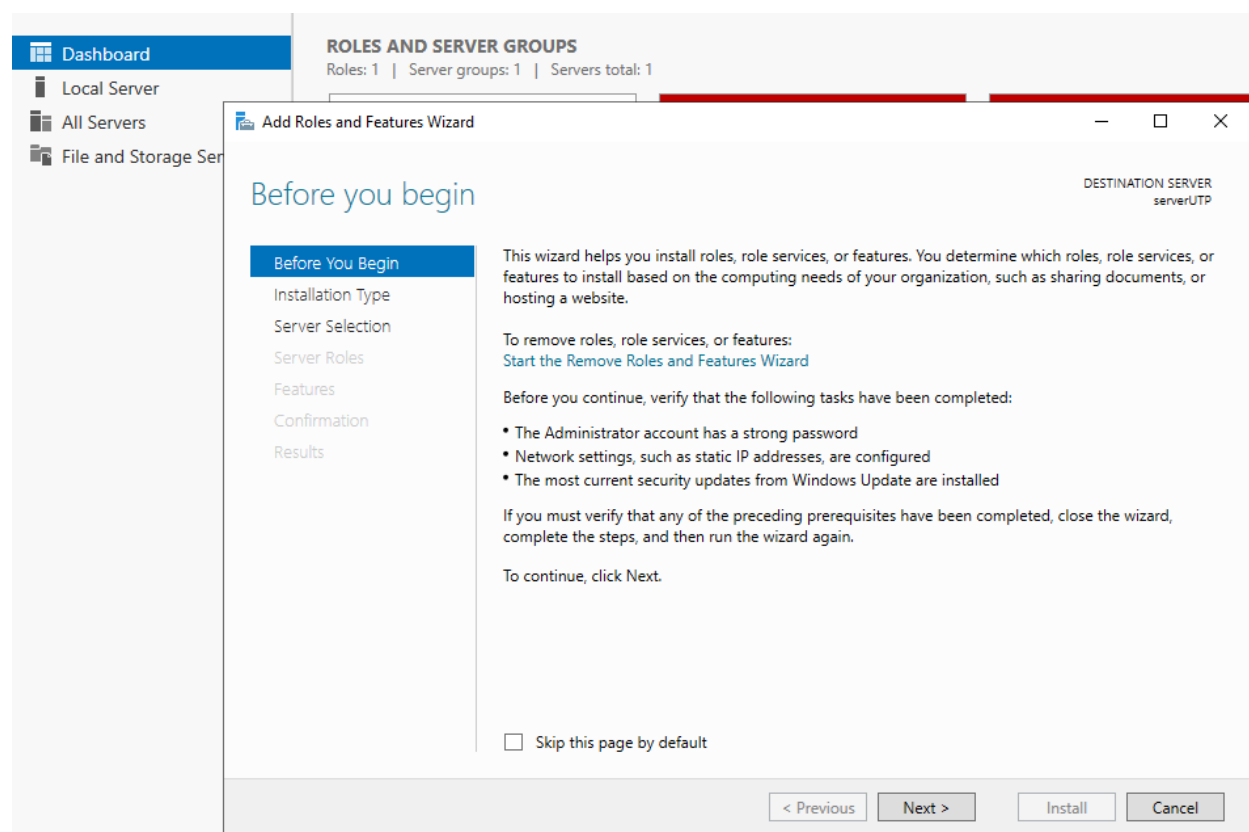 Dashboard
Local Server
All Servers
File and Storage Ser
ROLES AND SERVER GROUPS
Roles: 1 | Server groups: 1 | Servers total: 1
Add Roles and Features Wizard
Before you begin
DESTINATION SERVER
serverUTP
Before You Begin
Installation Type
Server Selection
Server Roles
Features
Confirmation
Results
This wizard helps you install roles, role services, or features. You determine which roles, role services, or
features to install based on the computing needs of your organization, such as sharing documents, or
hosting a website.
To remove roles, role services, or features:
Start the Remove Roles and Features Wizard
Before you continue, verify that the following tasks have been completed:
• The Administrator account has a strong password
• Network settings, such as static IP addresses, are configured
• The most current security updates from Windows Update are installed
If you must verify that any of the preceding prerequisites have been completed, close the wizard,
complete the steps, and then run the wizard again.
To continue, click Next.
Skip this page by default
< Previous
Next >
Install
Cancel